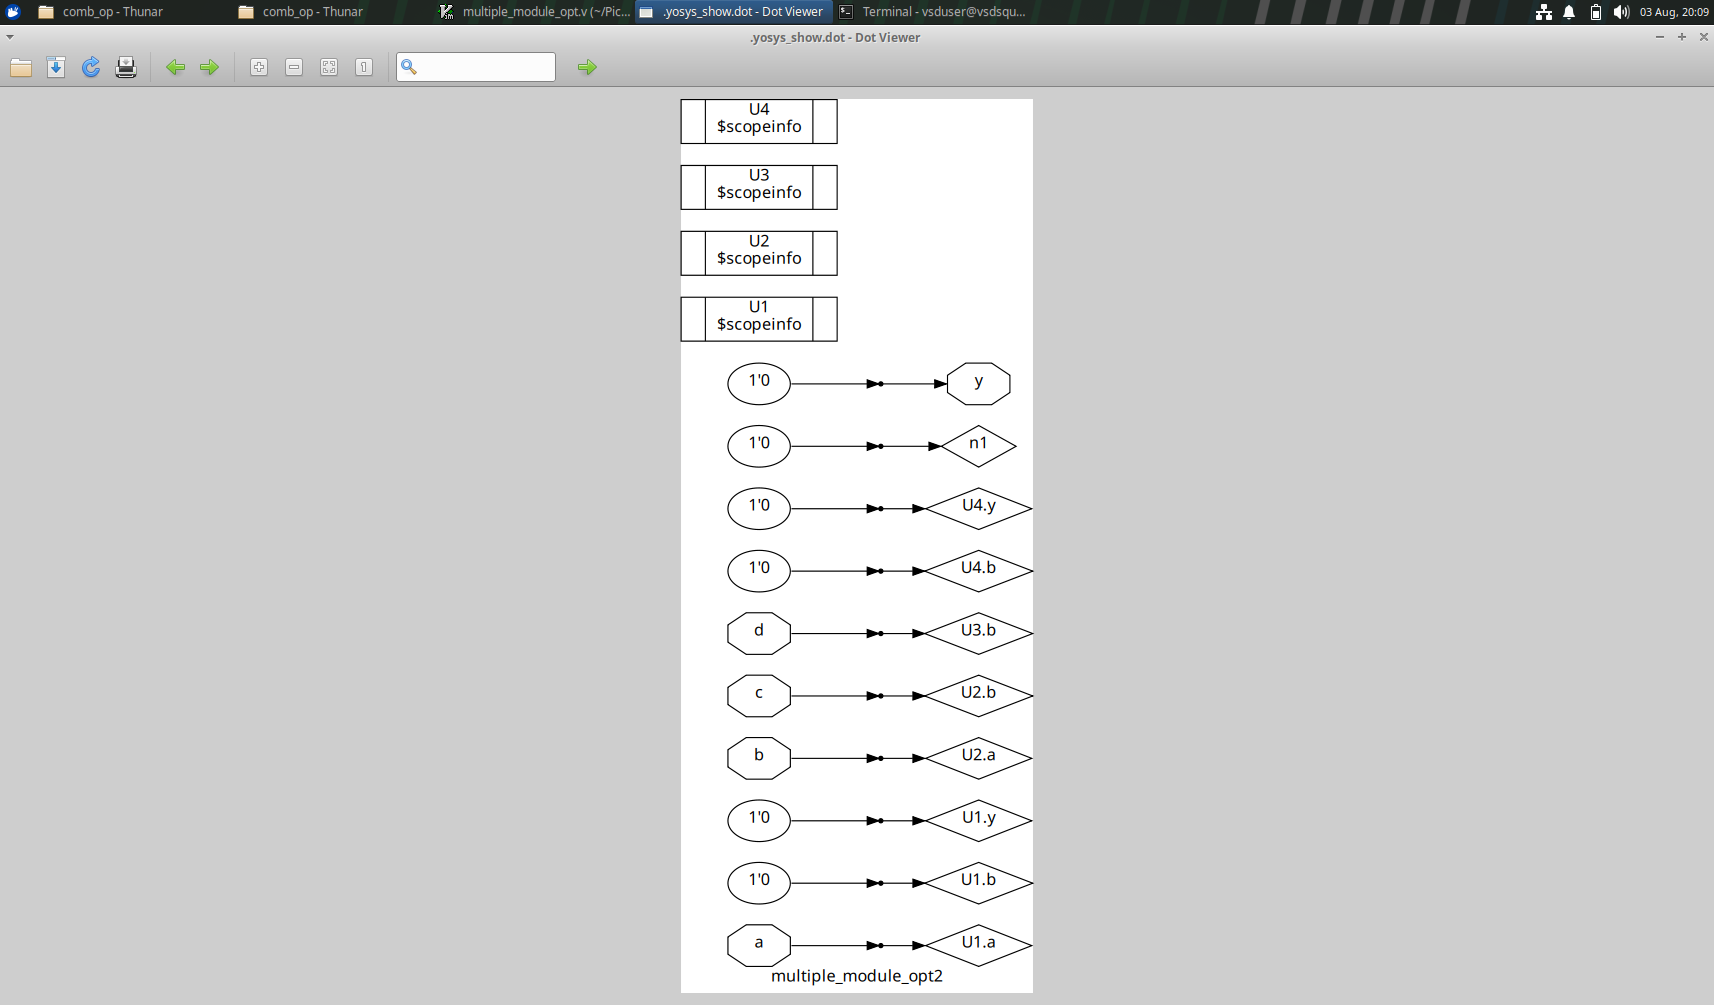 comb_op - Thunar
comb_op - Thunar
multiple_module_opt.v (~/Pic...
.yosys_show.dot - Dot Viewer
Terminal - vsduser@vsdsqu...
03 Aug, 20:09
.yosys_show.dot - Dot Viewer
U4
$scopeinfo
U3
$scopeinfo
U2
$scopeinfo
U1
$scopeinfo
1'0 y
1'0 n1
1'0 U4.y
1'0 U4.b
d U3.b
c U2.b
b U2.a
1'0 U1.y
1'0 U1.b
a U1.a
multiple_module_opt2